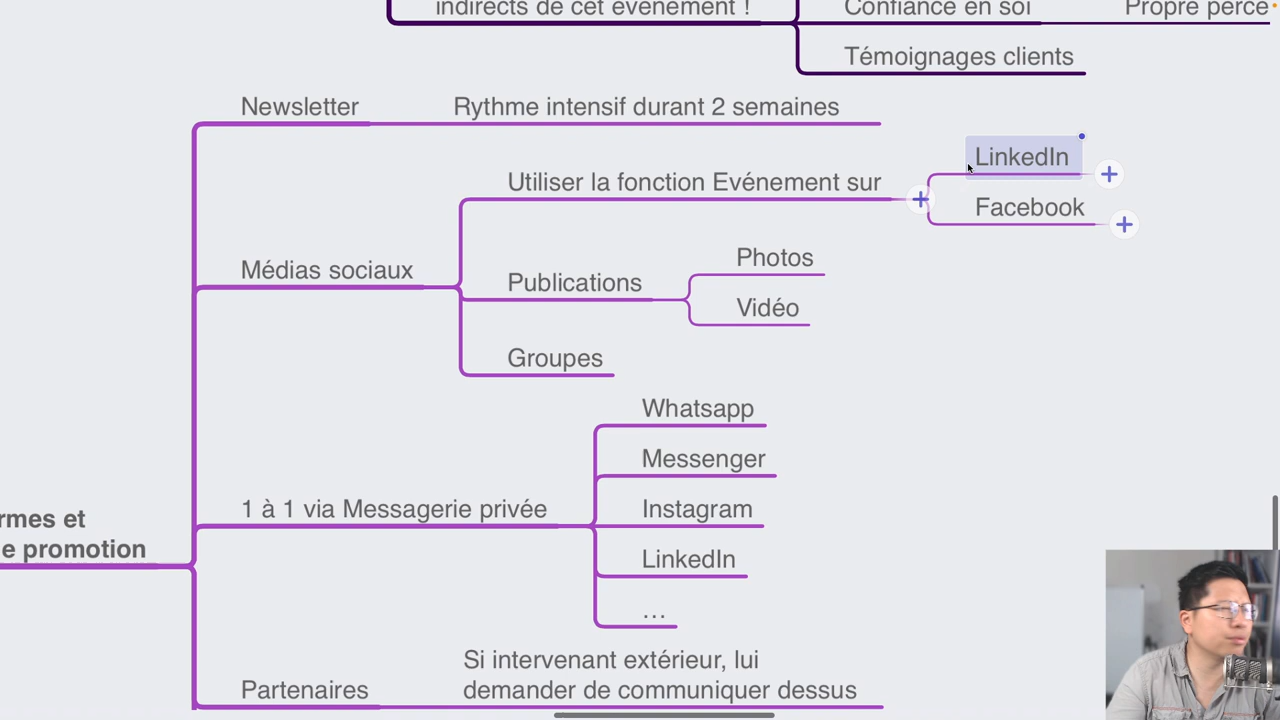 indirects de cet événement !
Confiance en soi
Propre perce
Témoignages clients
Newsletter
Rythme intensif durant 2 semaines
Médias sociaux
Utiliser la fonction Evénement sur
LinkedIn
Facebook
Publications
Photos
Vidéo
Groupes
1 à 1 via Messagerie privée
Whatsapp
Messenger
Instagram
LinkedIn
...
rmes et
e promotion
Partenaires
Si intervenant extérieur, lui
demander de communiquer dessus